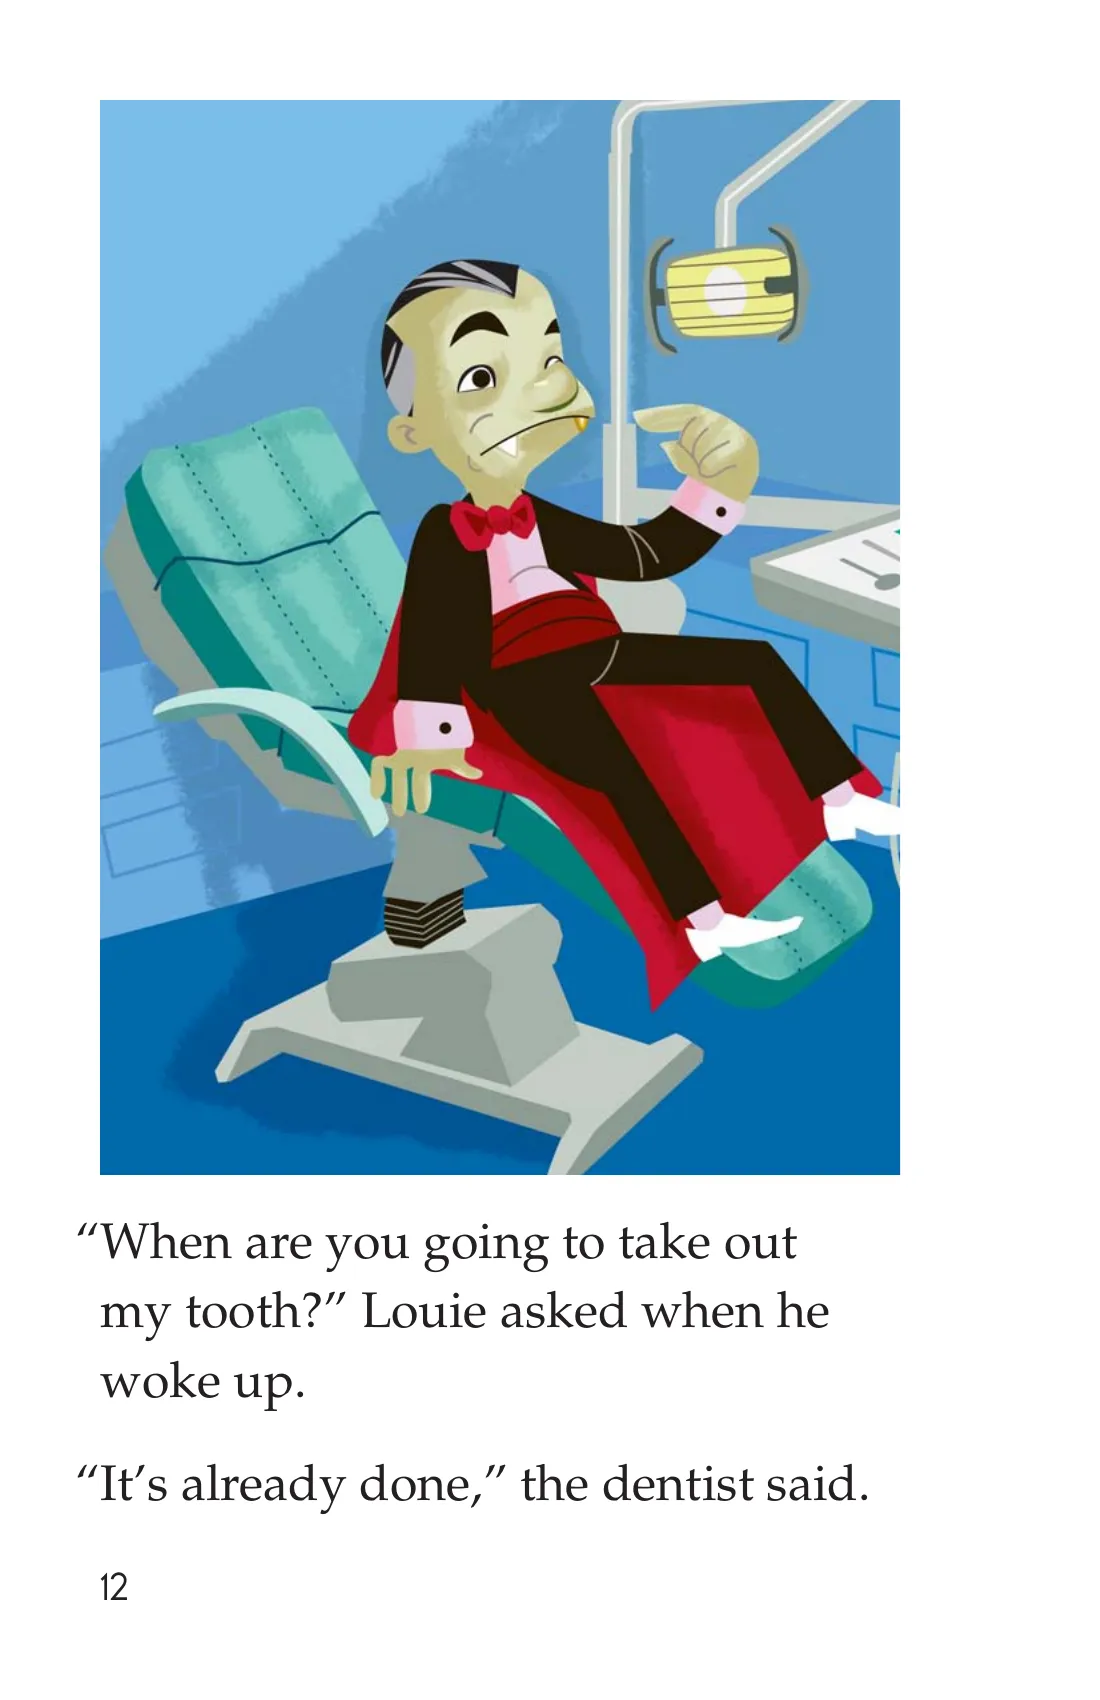 “When are you going to take out
my tooth?” Louie asked when he
woke up.
“It’s already done,” the dentist said.
12